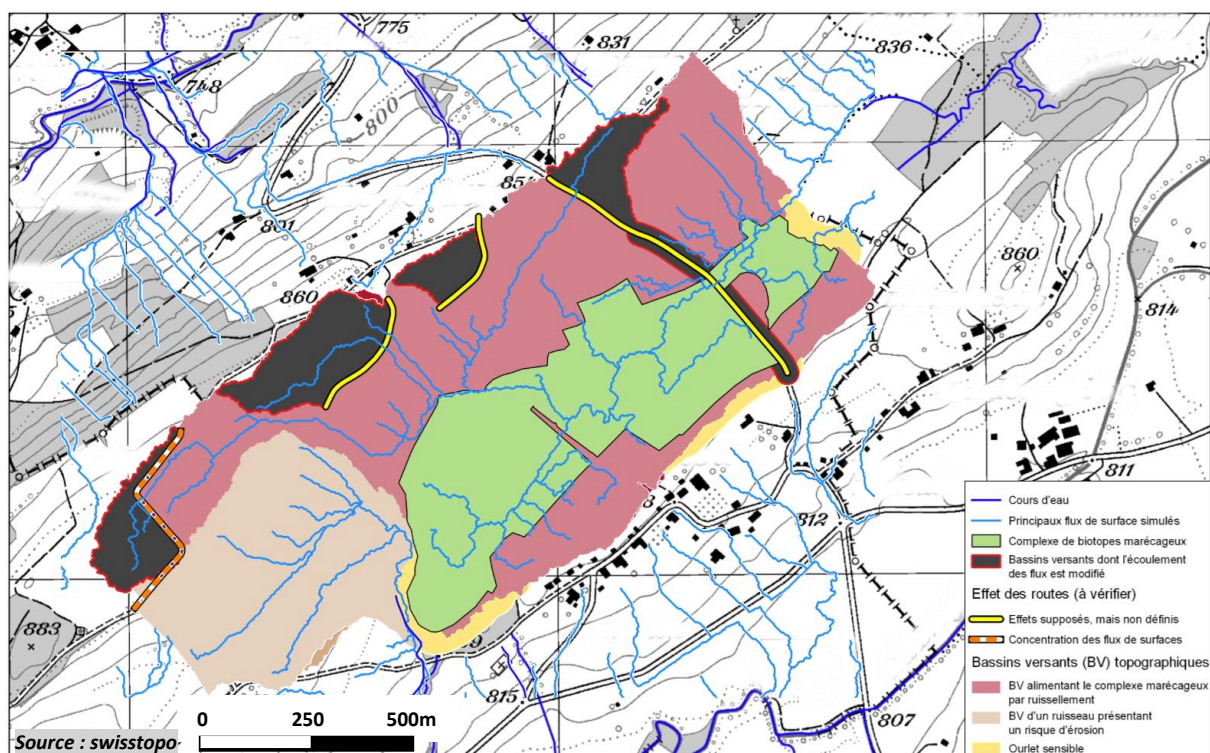 775
831
836
748
800
854
801
860
860
814
811
812
883
815
807
Cours d'eau
Principaux flux de surface simulés
Complexe de biotopes marécageux
Bassins versants dont l'écoulement
des flux est modifié
Effet des routes (à vérifier)
Effets supposés, mais non définis
Concentration des flux de surfaces
Bassins versants (BV) topographiques
BV alimentant le complexe marécageux
par ruissellement
BV d'un ruisseau présentant
un risque d'érosion
Ourlet sensible
0 250 500m
Source : swisstopo